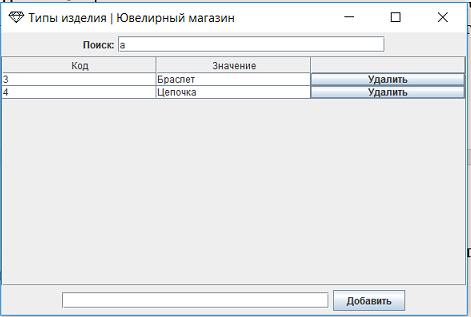 Типы изделия | Ювелирный магазин
Поиск: а
Код Значение
3 Браслет Удалить
4 Цепочка Удалить
Добавить